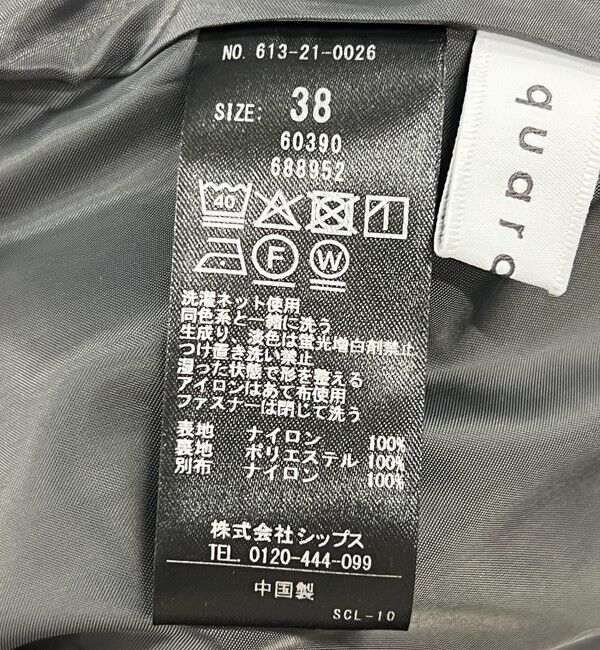 NO. 613-21-0026
SIZE: 38
60390
688952
40
F W
洗濯ネット使用
同色系と一緒に洗う
生成り、淡色は蛍光増白剤禁止
つけ置き洗い禁止
湿った状態で形を整える
アイロンはあて布使用
ファスナーは閉じて洗う
表地 ナイロン 100%
裏地 ポリエステル 100%
別布 ナイロン 100%
株式会社シップス
TEL. 0120-444-099
中国製
SCL-10
quaro